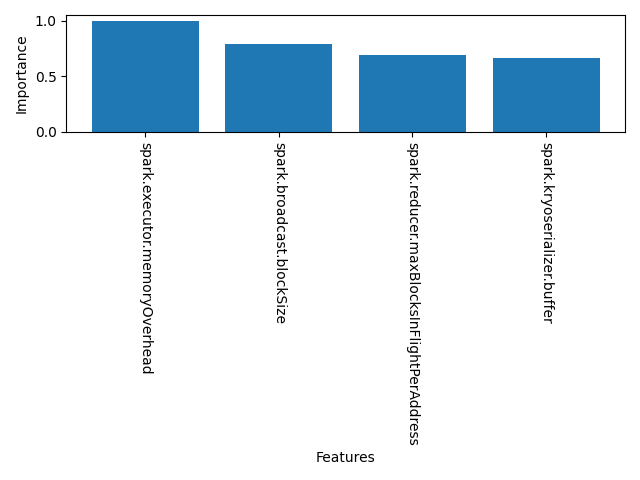 1.0
0.5
0.0
Importance
spark.executor.memoryOverhead
spark.broadcast.blockSize
spark.reducer.maxBlocksInFlightPerAddress
spark.kryoserializer.buffer
Features